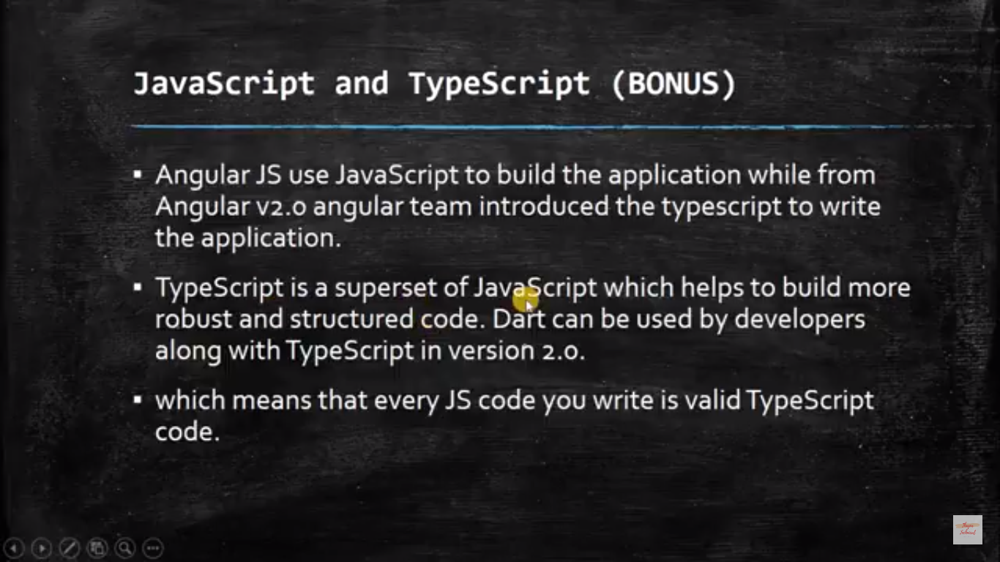 JavaScript and TypeScript (BONUS)
▪ Angular JS use JavaScript to build the application while from
Angular v2.0 angular team introduced the typescript to write
the application.
▪ TypeScript is a superset of JavaScript which helps to build more
robust and structured code. Dart can be used by developers
along with TypeScript in version 2.0.
▪ which means that every JS code you write is valid TypeScript
code.